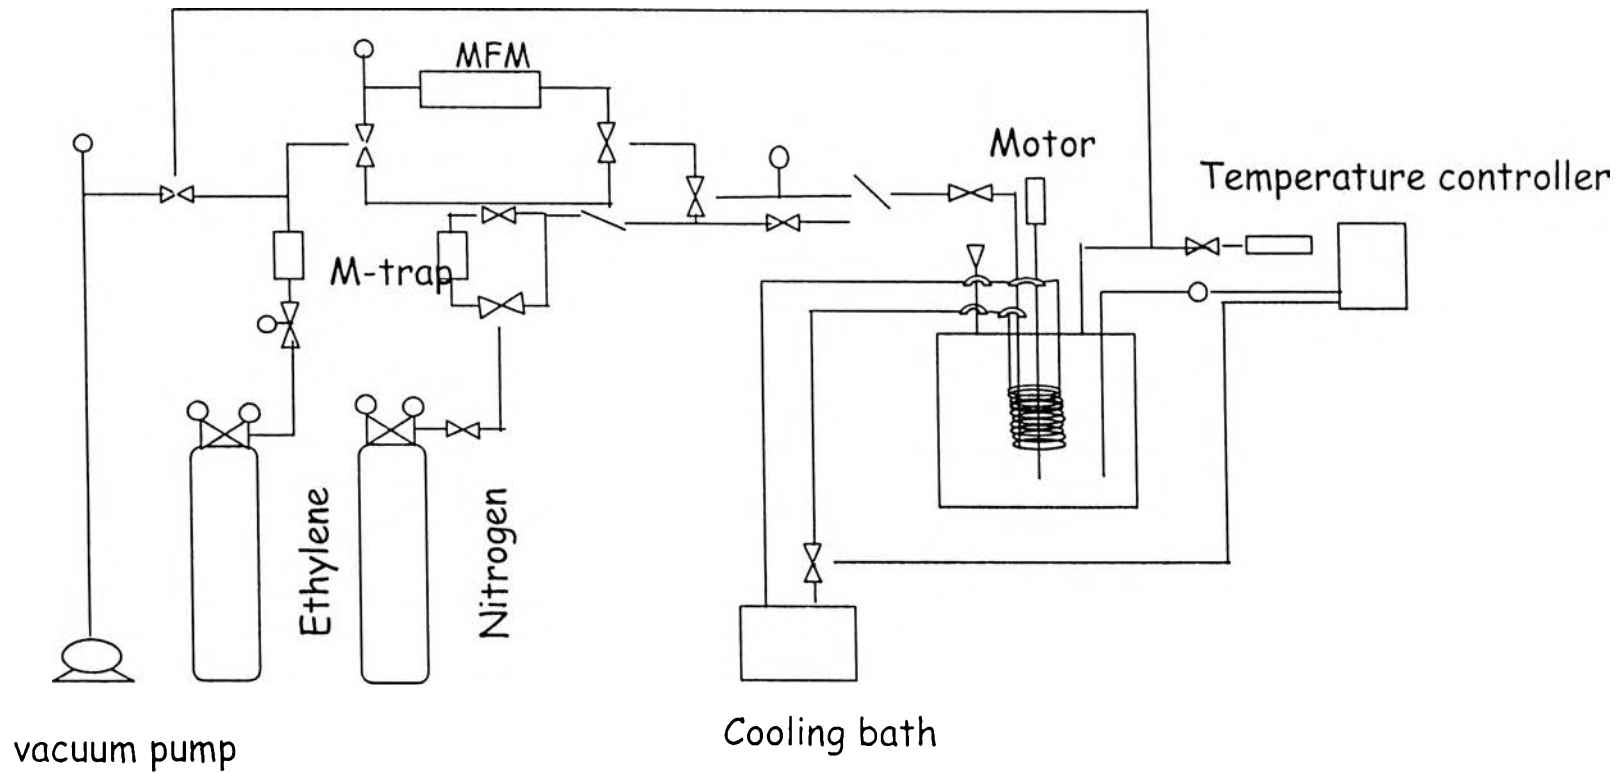 MFM
Motor
Temperature controller
M-trap
Ethylene
Nitrogen
Cooling bath
vacuum pump